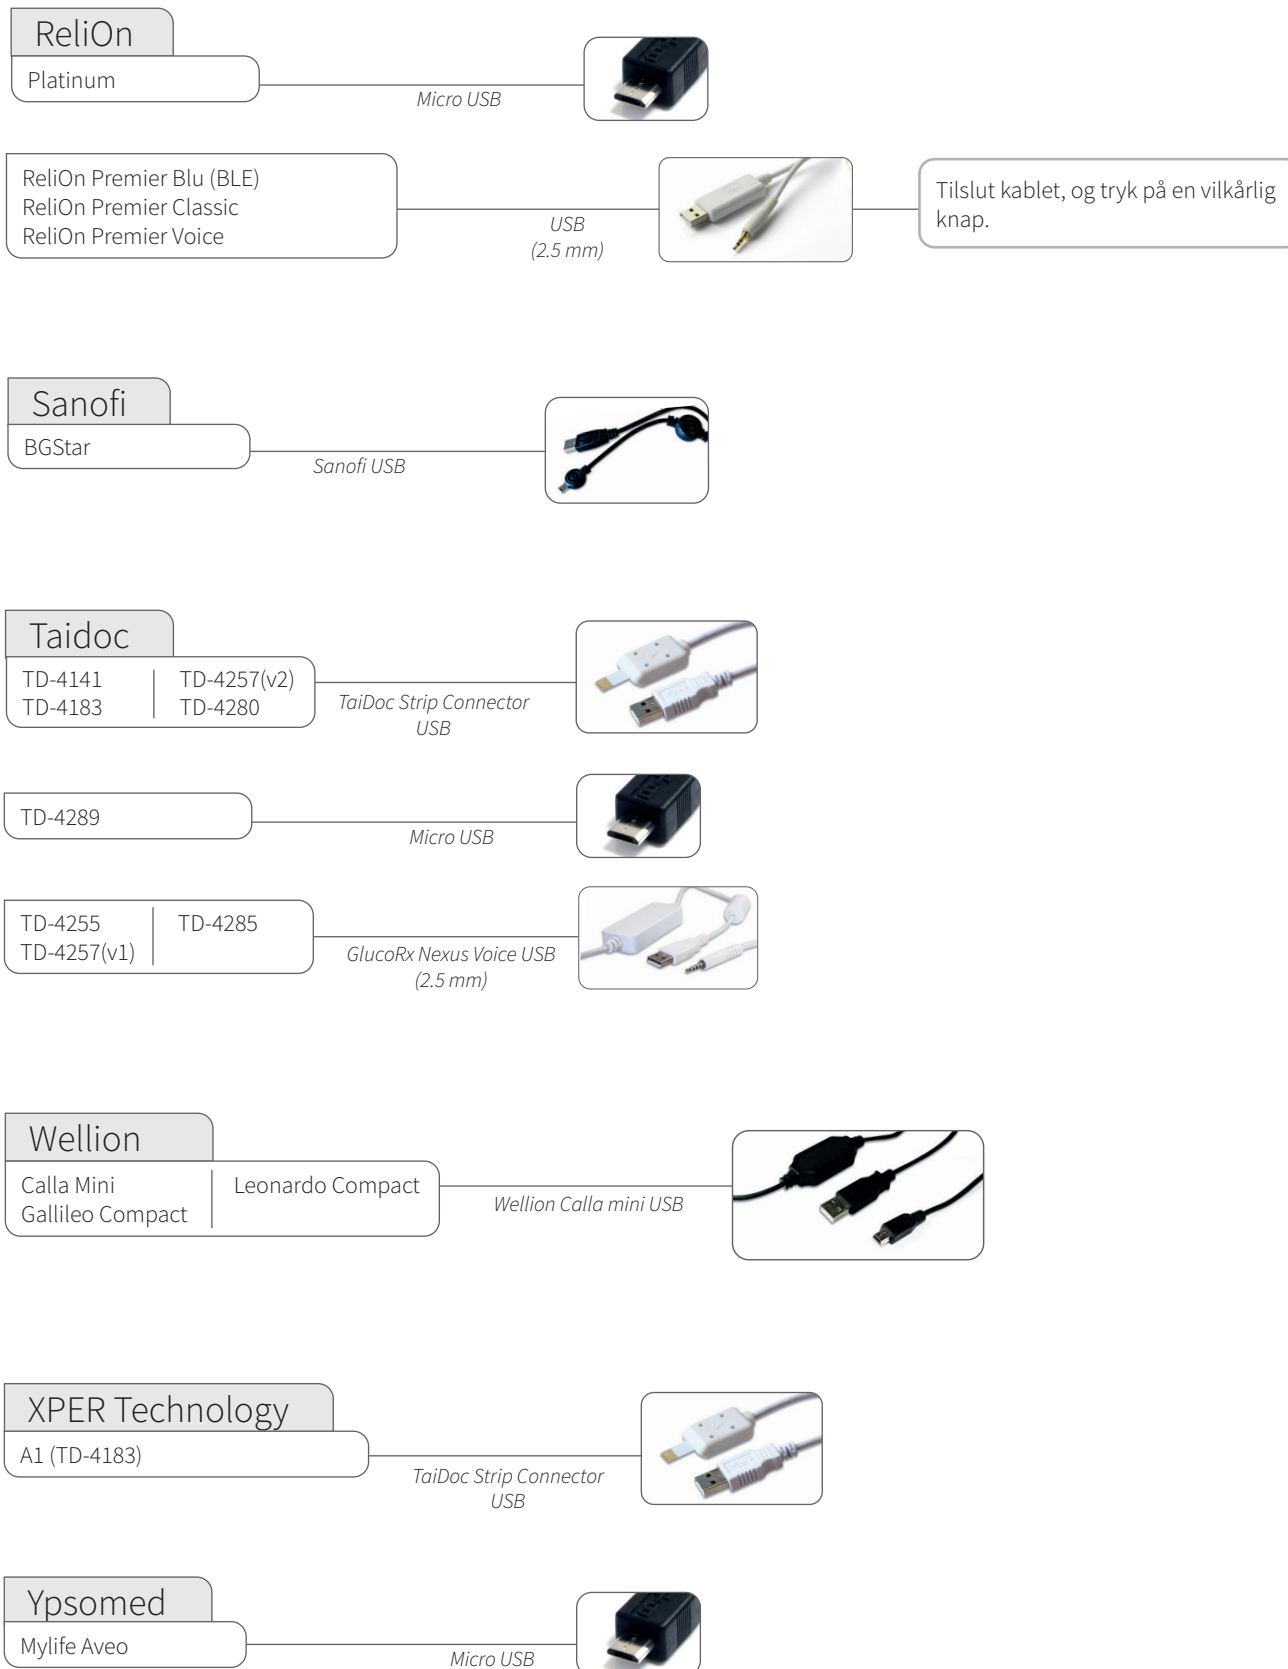 ReliOn
Platinum
Micro USB
ReliOn Premier Blu (BLE)
ReliOn Premier Classic
ReliOn Premier Voice
USB
(2.5 mm)
Tilslut kablet, og tryk på en vilkårlig
knap.
Sanofi
BGStar
Sanofi USB
Taidoc
TD-4141
TD-4183
TD-4257(v2)
TD-4280
TaiDoc Strip Connector
USB
TD-4289
Micro USB
TD-4255
TD-4257(v1)
TD-4285
GlucoRx Nexus Voice USB
(2.5 mm)
Wellion
Calla Mini
Gallileo Compact
Leonardo Compact
Wellion Calla mini USB
XPER Technology
A1 (TD-4183)
TaiDoc Strip Connector
USB
Ypsomed
Mylife Aveo
Micro USB